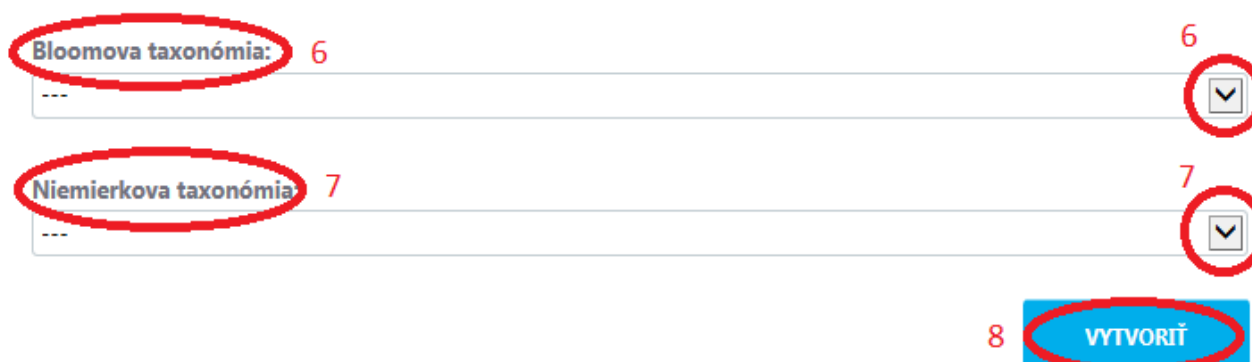 Bloomova taxonómia: 6 6
---
Niemierkova taxonómia: 7 7
---
8 VYTVORIŤ